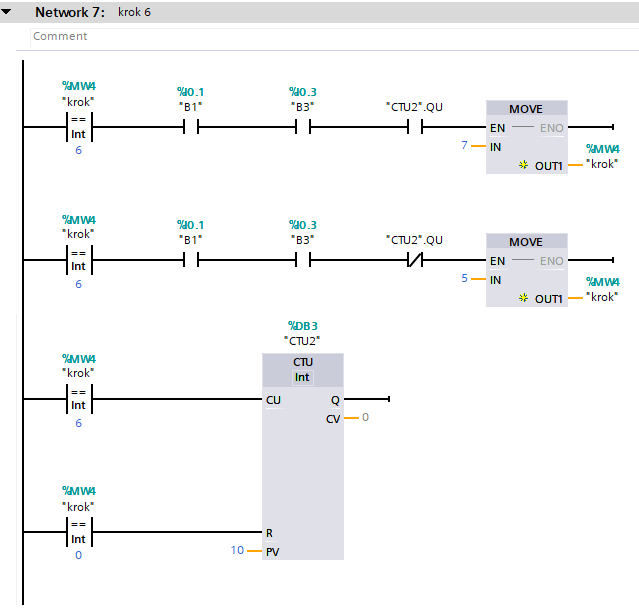 Network 7: krok 6
Comment
%MW4 %I0.1 %I0.3
"krok" "B1" "B3" "CTU2".QU MOVE
== EN ENO
Int
6 7 IN %MW4
OUT1 "krok"
%MW4 %I0.1 %I0.3
"krok" "B1" "B3" "CTU2".QU MOVE
== EN ENO
Int
6 5 IN %MW4
OUT1 "krok"
%DB3
"CTU2"
%MW4 CTU
"krok" Int
== CU Q
Int
6 CV 0
%MW4
"krok"
== R
Int
0 10 PV